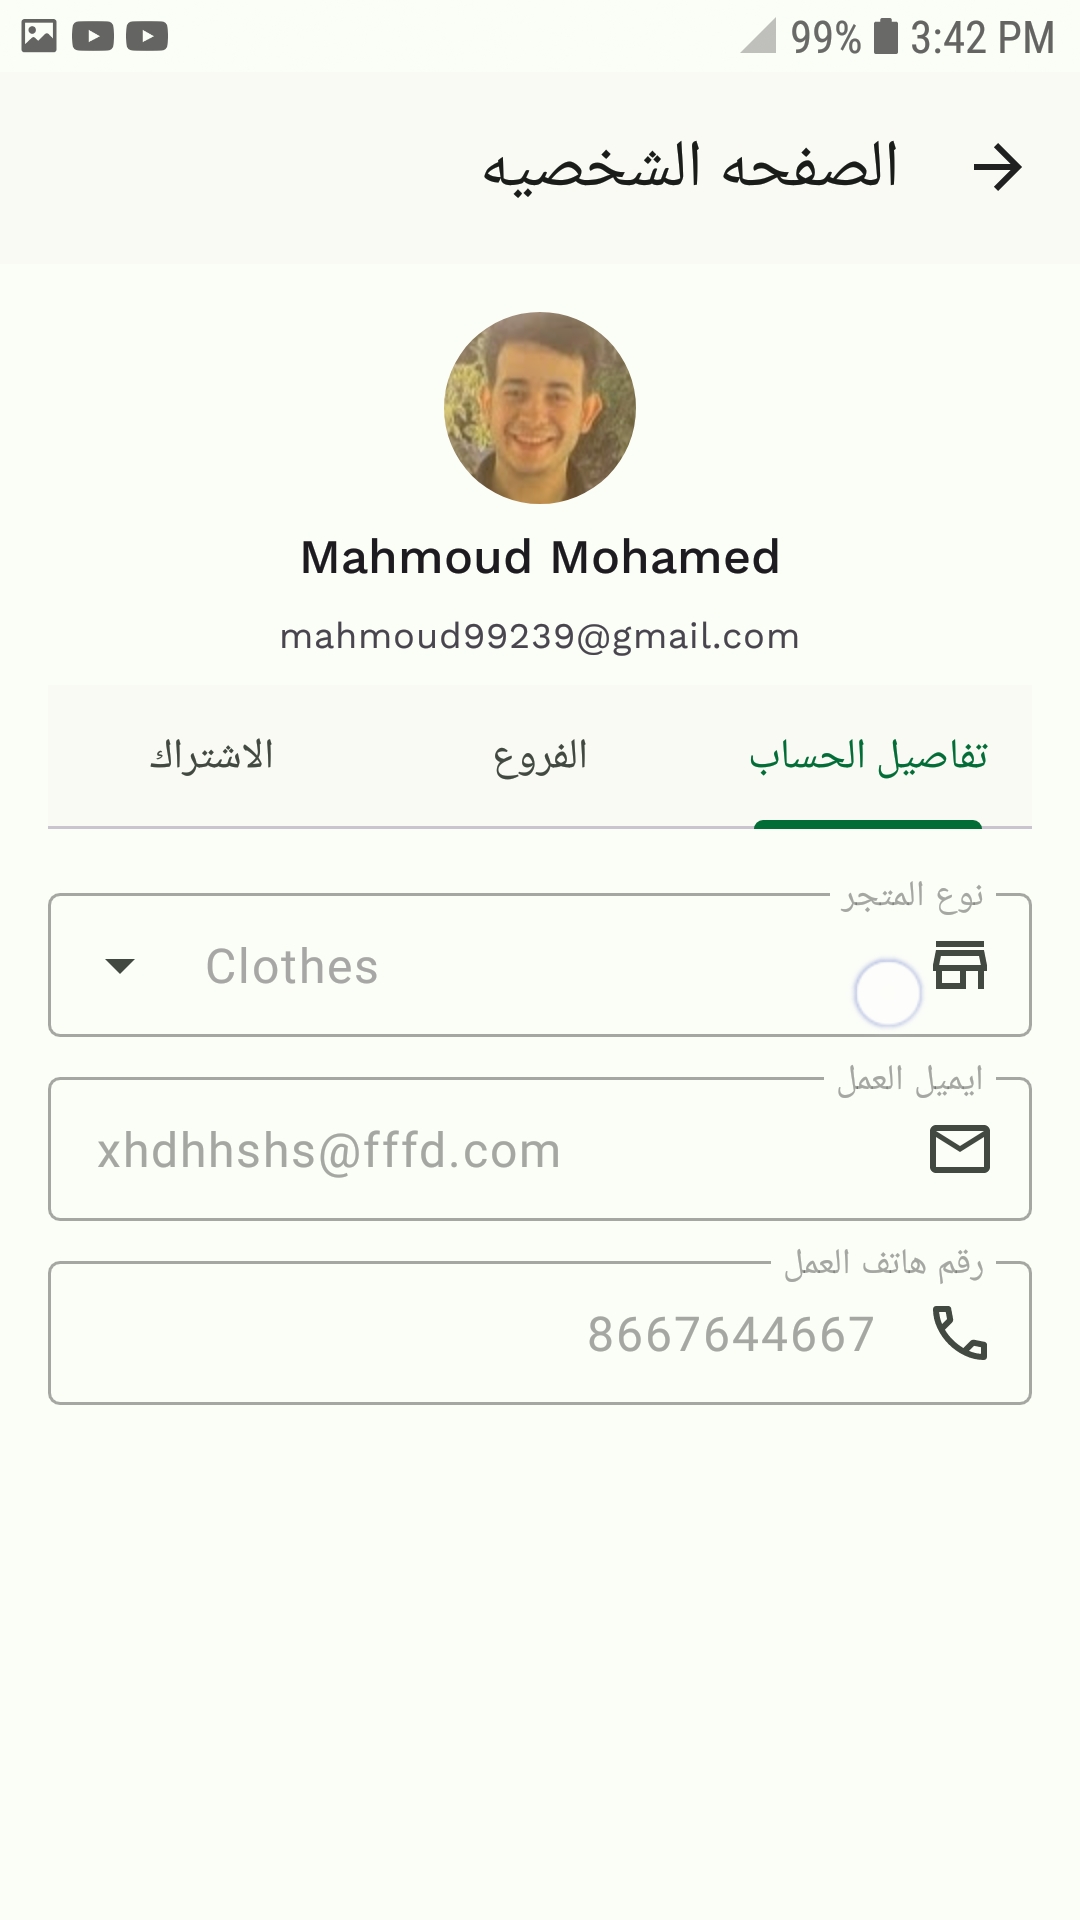 99% 3:42 PM
الصفحه الشخصيه
Mahmoud Mohamed
mahmoud99239@gmail.com
تفاصيل الحساب الفروع الاشتراك
نوع المتجر
Clothes
ايميل العمل
xhdhhshs@fffd.com
رقم هاتف العمل
8667644667